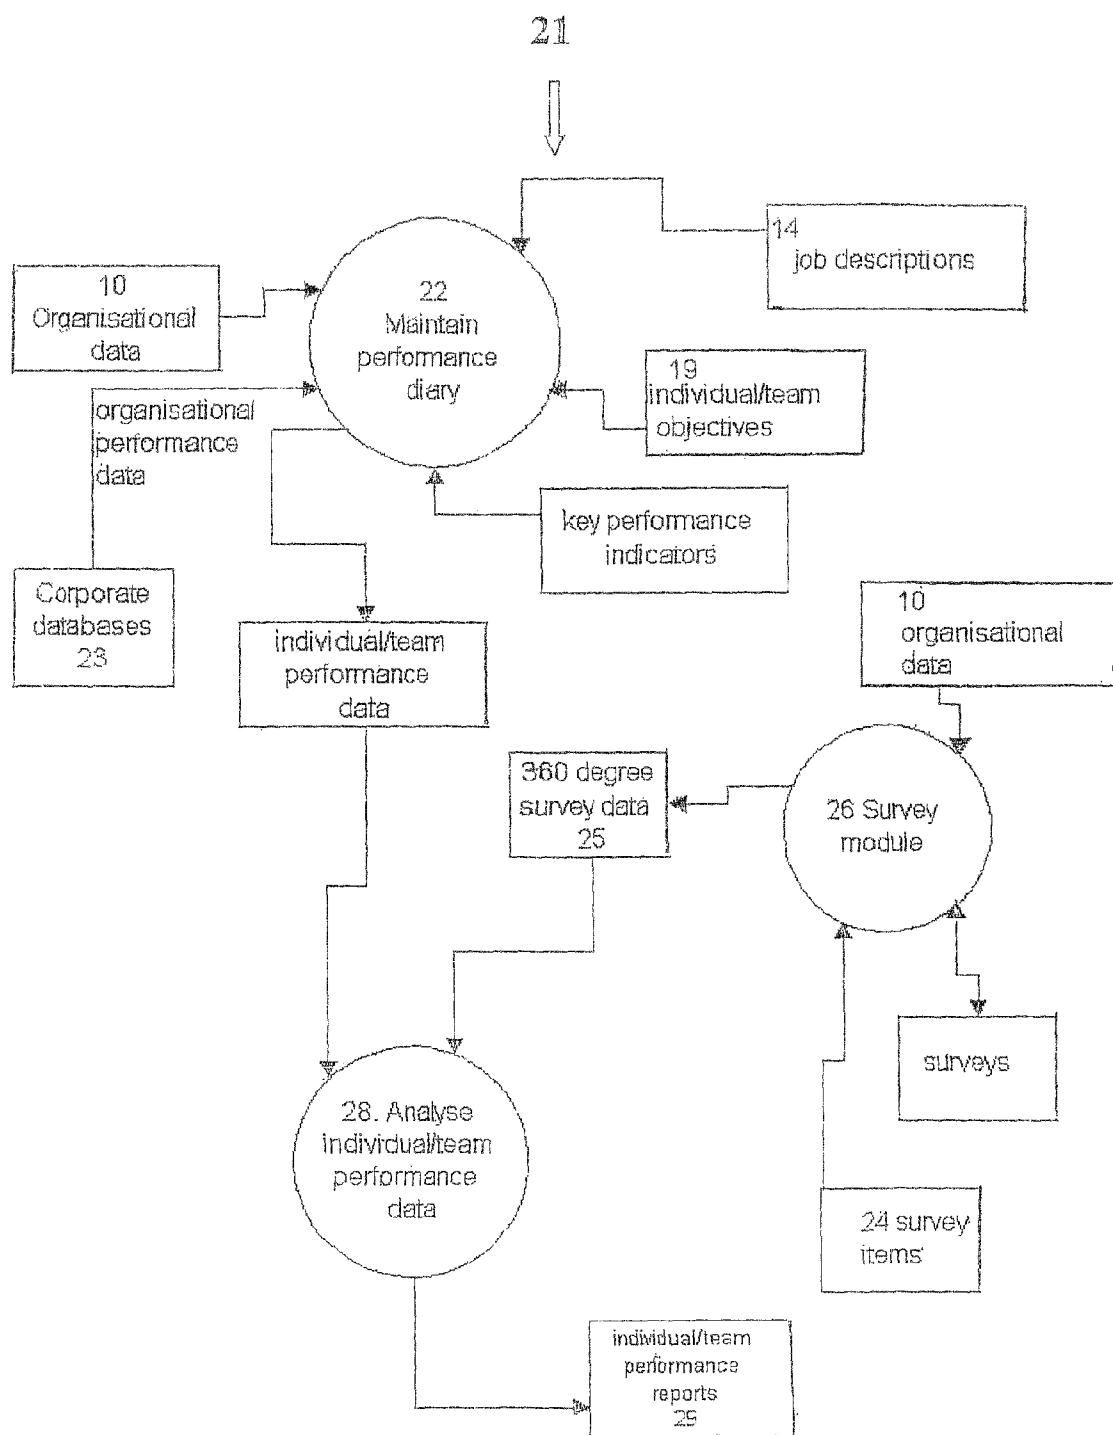 21
14
job descriptions
10
Organisational
data
22
Maintain
performance
diary
19
individual/team
objectives
organisational
performance
data
key performance
indicators
Corporate
databases
23
10
organisational
data
individual/team
performance
data
360 degree
survey data
25
26 Survey
module
surveys
28. Analyse
individual/team
performance
data
24 survey
items
individual/team
performance
reports
29